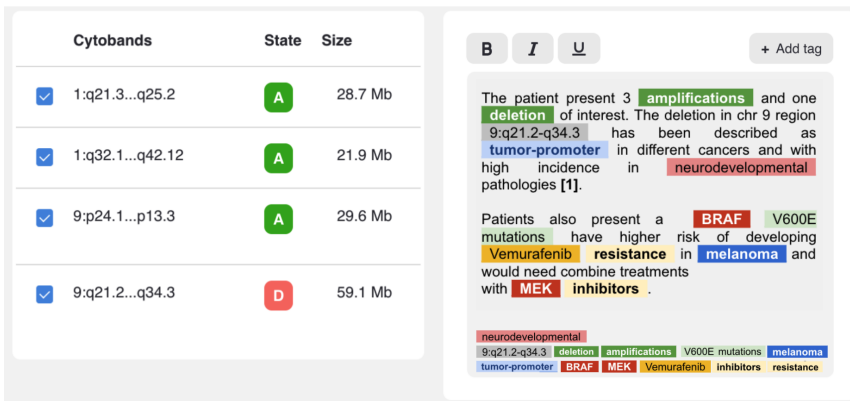 Cytobands State Size
1:q21.3...q25.2 A 28.7 Mb
1:q32.1...q42.12 A 21.9 Mb
9:p24.1...p13.3 A 29.6 Mb
9:q21.2...q34.3 D 59.1 Mb
B I U + Add tag
The patient present 3 amplifications and one
deletion of interest. The deletion in chr 9 region
9:q21.2-q34.3 has been described as
tumor-promoter in different cancers and with
high incidence in neurodevelopmental
pathologies [1].
Patients also present a BRAF V600E
mutations have higher risk of developing
Vemurafenib resistance in melanoma and
would need combine treatments
with MEK inhibitors .
neurodevelopmental
9:q21.2-q34.3 deletion amplifications V600E mutations melanoma
tumor-promoter BRAF MEK Vemurafenib inhibitors resistance